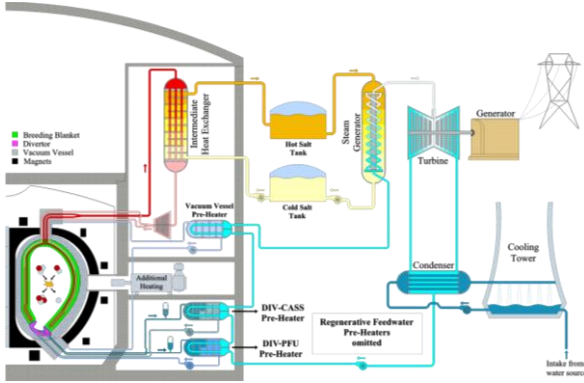 Breeding Blanket
Divertor
Vacuum Vessel
Magnets
Intermediate
Heat Exchanger
Hot Salt
Tank
Cold Salt
Tank
Steam
Generator
Turbine
Generator
Vacuum Vessel
Pre-Heater
Additional
Heating
DIV-CASS
Pre-Heater
DIV-PFU
Pre-Heater
Regenerative Feedwater
Pre-Heaters
omitted
Condenser
Cooling
Tower
Intake from
water source